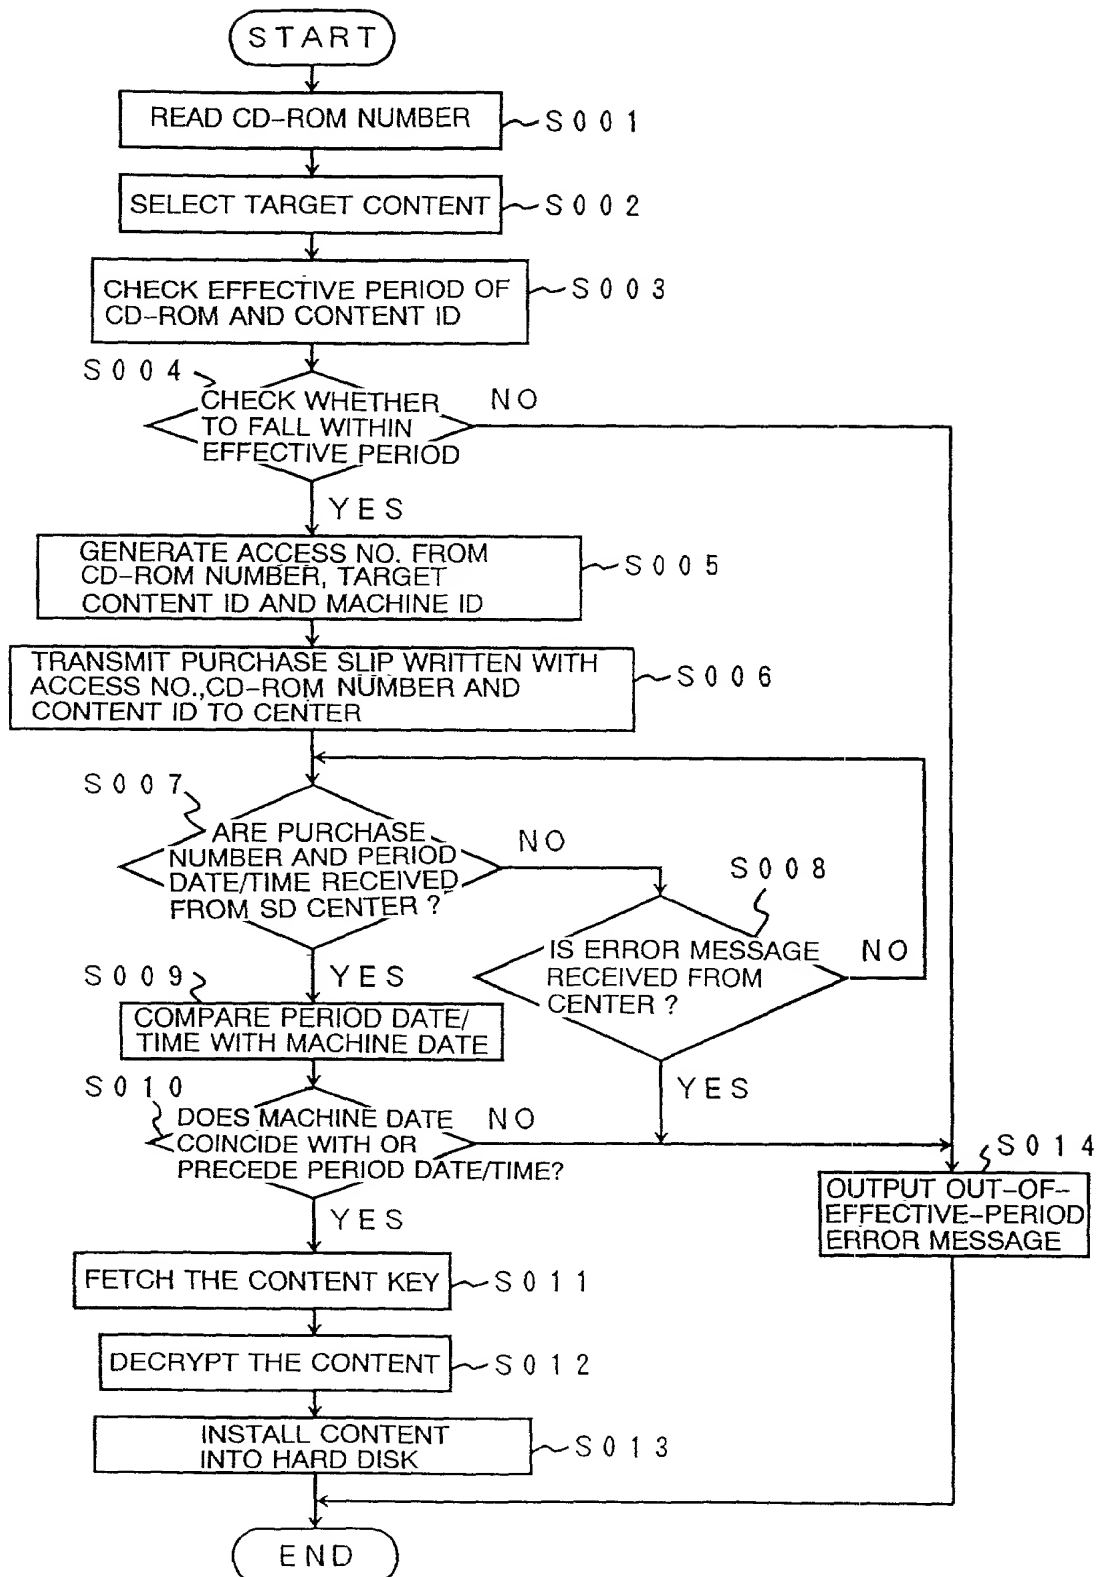 START
READ CD-ROM NUMBER
S001
SELECT TARGET CONTENT
S002
CHECK EFFECTIVE PERIOD OF
CD-ROM AND CONTENT ID
S003
S004
CHECK WHETHER
TO FALL WITHIN
EFFECTIVE PERIOD
NO
YES
GENERATE ACCESS NO. FROM
CD-ROM NUMBER, TARGET
CONTENT ID AND MACHINE ID
S005
TRANSMIT PURCHASE SLIP WRITTEN WITH
ACCESS NO.,CD-ROM NUMBER AND
CONTENT ID TO CENTER
S006
S007
ARE PURCHASE
NUMBER AND PERIOD
DATE/TIME RECEIVED
FROM SD CENTER ?
NO
YES
S008
IS ERROR MESSAGE
RECEIVED FROM
CENTER ?
NO
YES
S009
COMPARE PERIOD DATE/
TIME WITH MACHINE DATE
S010
DOES MACHINE DATE
COINCIDE WITH OR
PRECEDE PERIOD DATE/TIME?
NO
YES
S014
OUTPUT OUT-OF-
EFFECTIVE-PERIOD
ERROR MESSAGE
FETCH THE CONTENT KEY
S011
DECRYPT THE CONTENT
S012
INSTALL CONTENT
INTO HARD DISK
S013
END